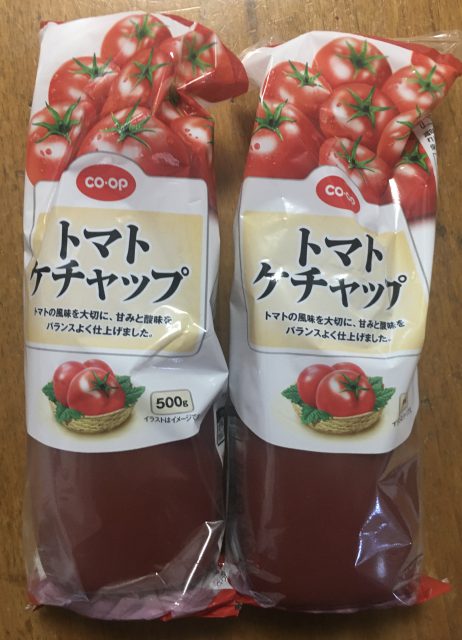 CO・OP
トマト
ケチャップ
トマトの風味を大切に、甘みと酸味を
バランスよく仕上げました。
500g
イラストはイメージで
CO・OP
トマト
ケチャップ
トマトの風味を大切に、甘みと酸味を
バランスよく仕上げました。